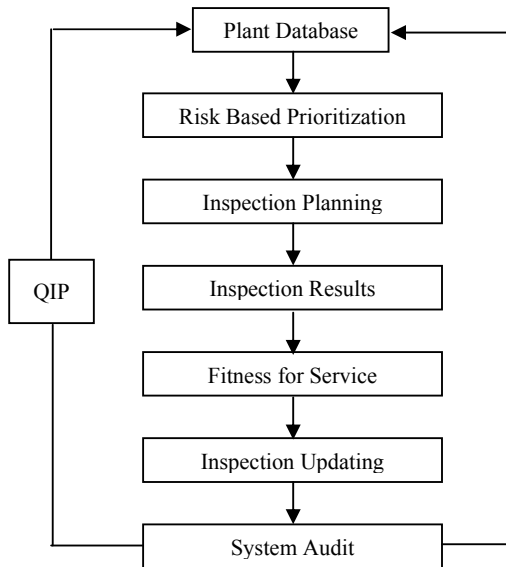 Plant Database
Risk Based Prioritization
Inspection Planning
QIP
Inspection Results
Fitness for Service
Inspection Updating
System Audit